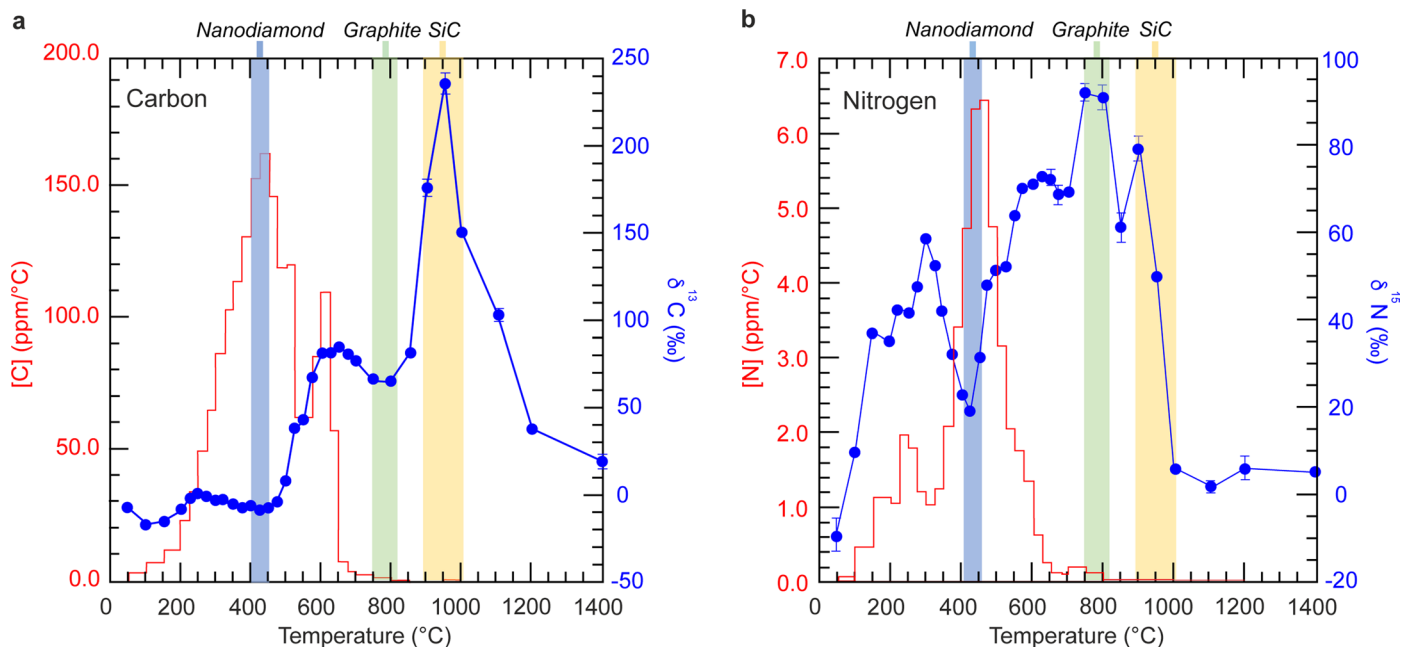 a
Nanodiamond Graphite SiC
Carbon
[C] (ppm/°C)
200.0
150.0
100.0
50.0
0.0
250
200
150
100
50
0
-50
δ 13 C (‰)
0 200 400 600 800 1000 1200 1400
Temperature (°C)
b
Nanodiamond Graphite SiC
Nitrogen
[N] (ppm/°C)
7.0
6.0
5.0
4.0
3.0
2.0
1.0
0.0
100
80
60
40
20
0
-20
δ 15 N (‰)
0 200 400 600 800 1000 1200 1400
Temperature (°C)